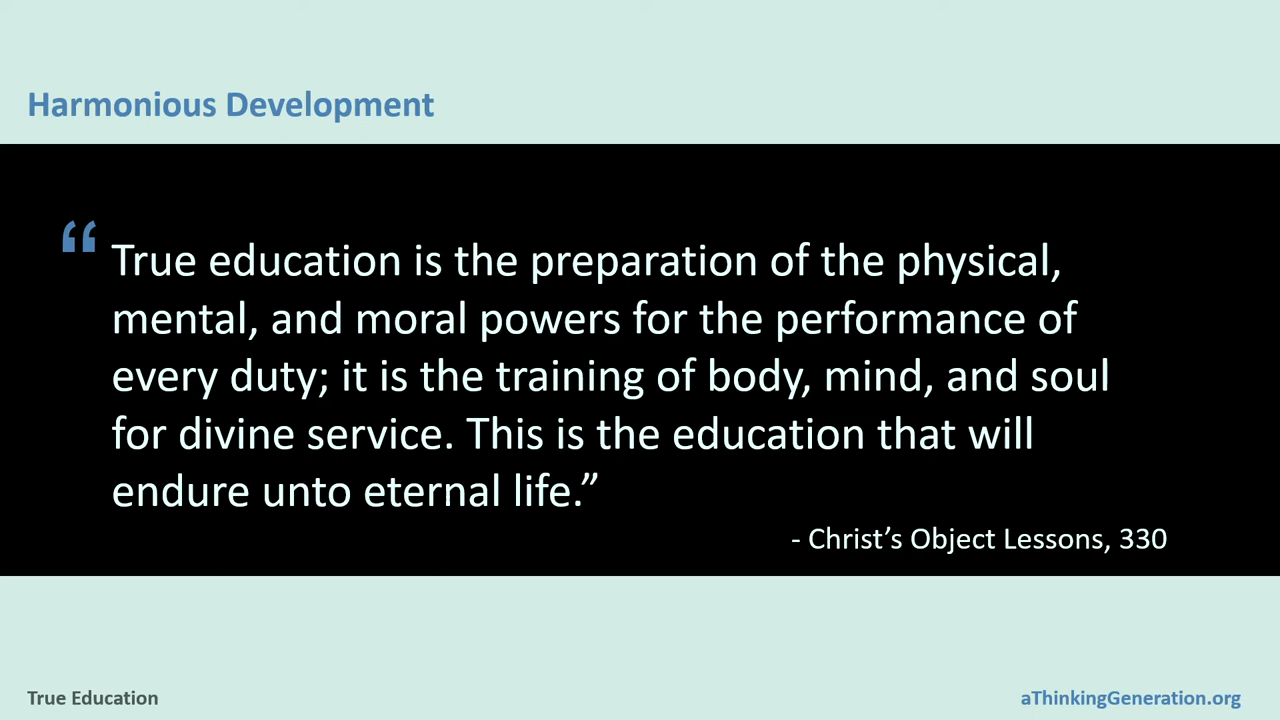 Harmonious Development
“ True education is the preparation of the physical,
mental, and moral powers for the performance of
every duty; it is the training of body, mind, and soul
for divine service. This is the education that will
endure unto eternal life.”
- Christ’s Object Lessons, 330
True Education
aThinkingGeneration.org